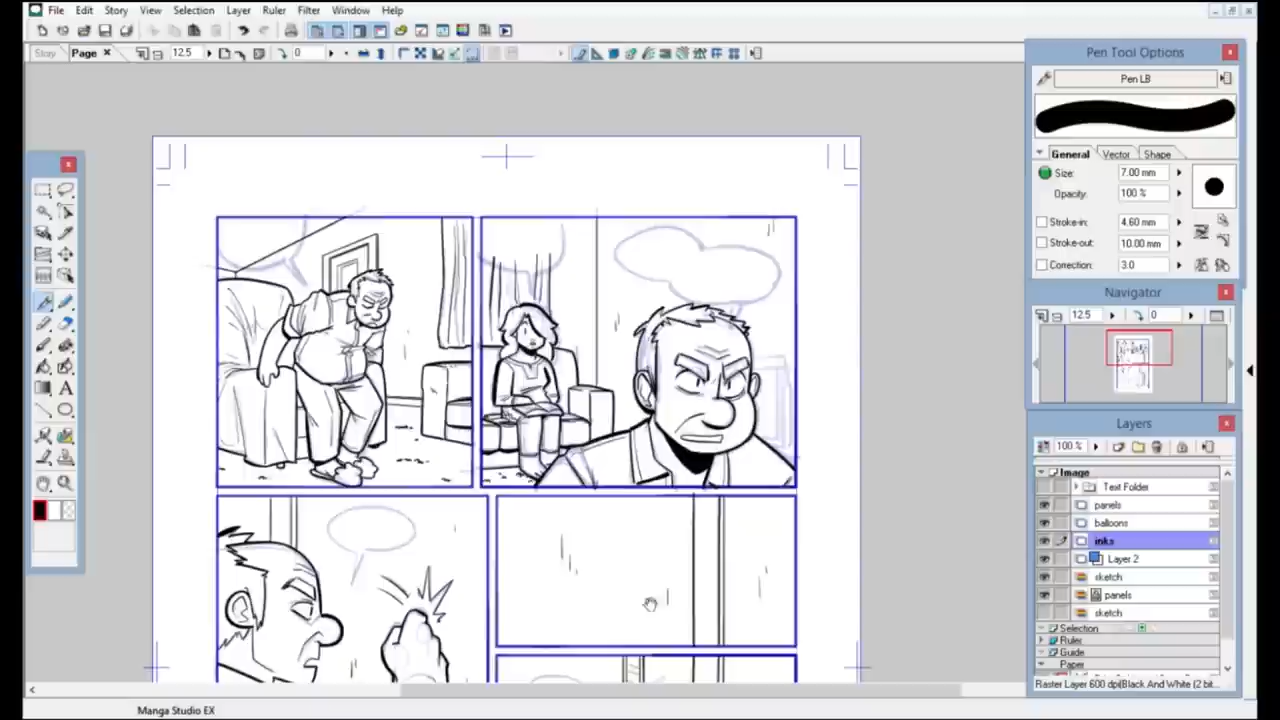 File Edit Story View Selection Layer Ruler Filter Window Help
Story Page 12.5 0
Pen Tool Options
Pen LB
General Vector Shape
Size: 7.00 mm
Opacity: 100 %
Stroke-in: 4.60 mm
Stroke-out: 10.00 mm
Correction: 3.0
Navigator
12.5 0
Layers
100 %
Image
Text Folder
panels
balloons
inks
Layer 2
sketch
panels
sketch
Selection
Ruler
Guide
Paper
Raster Layer 600 dpi(Black And White (2 bit...
Manga Studio EX